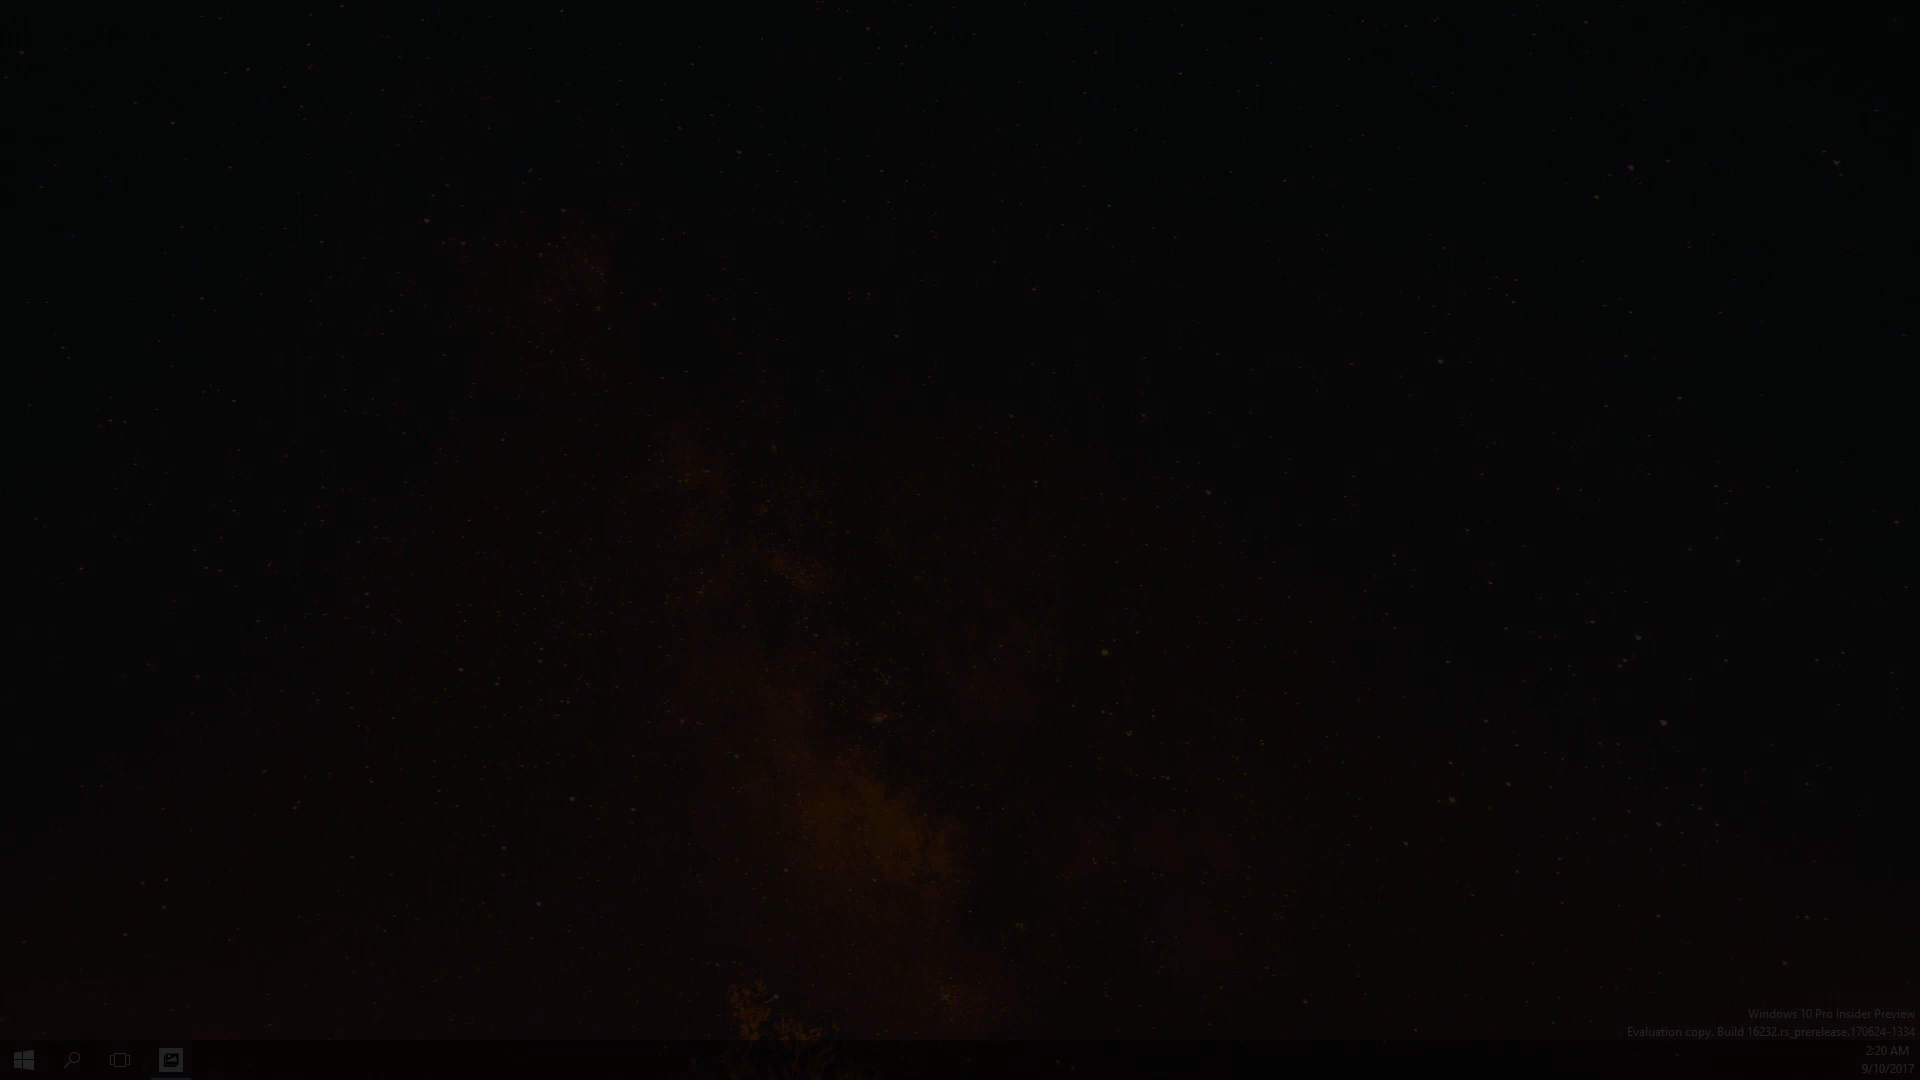 Windows 10 Pro Insider Preview
Evaluation copy. Build 16232.rs_prerelease.170624-1334
2:20 AM
9/10/2017